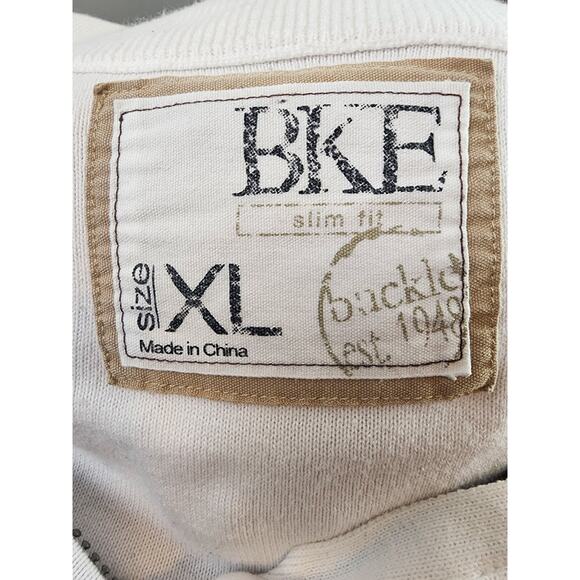 BKE
slim fit
size XL
buckle
est. 1948
Made in China